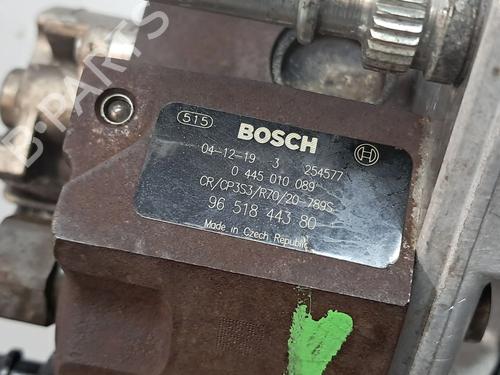 B-PARTS
515
BOSCH
04-12-19 3 254577
0 445 010 089
CR/CP3S3/R70/20-789S
96 518 443 80
Made in Czech Republic